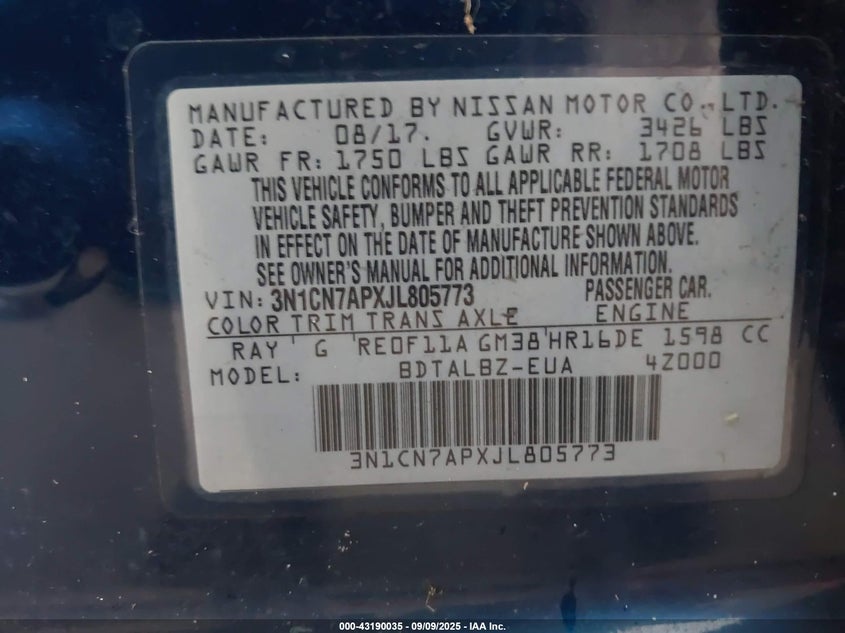 MANUFACTURED BY NISSAN MOTOR CO., LTD.
DATE: 08/17. GVWR: 3426 LBS
GAWR FR: 1750 LBS GAWR RR: 1708 LBS
THIS VEHICLE CONFORMS TO ALL APPLICABLE FEDERAL MOTOR
VEHICLE SAFETY, BUMPER AND THEFT PREVENTION STANDARDS
IN EFFECT ON THE DATE OF MANUFACTURE SHOWN ABOVE.
SEE OWNER'S MANUAL FOR ADDITIONAL INFORMATION.
VIN: 3N1CN7APXJL805773 PASSENGER CAR.
COLOR TRIM TRANS AXLE ENGINE
RAY G RE0F11A GM38 HR16DE 1598 CC
MODEL: BDTALBZ-EUA 4Z000
3N1CN7APXJL805773
000-43190035 - 09/09/2025 - IAA Inc.